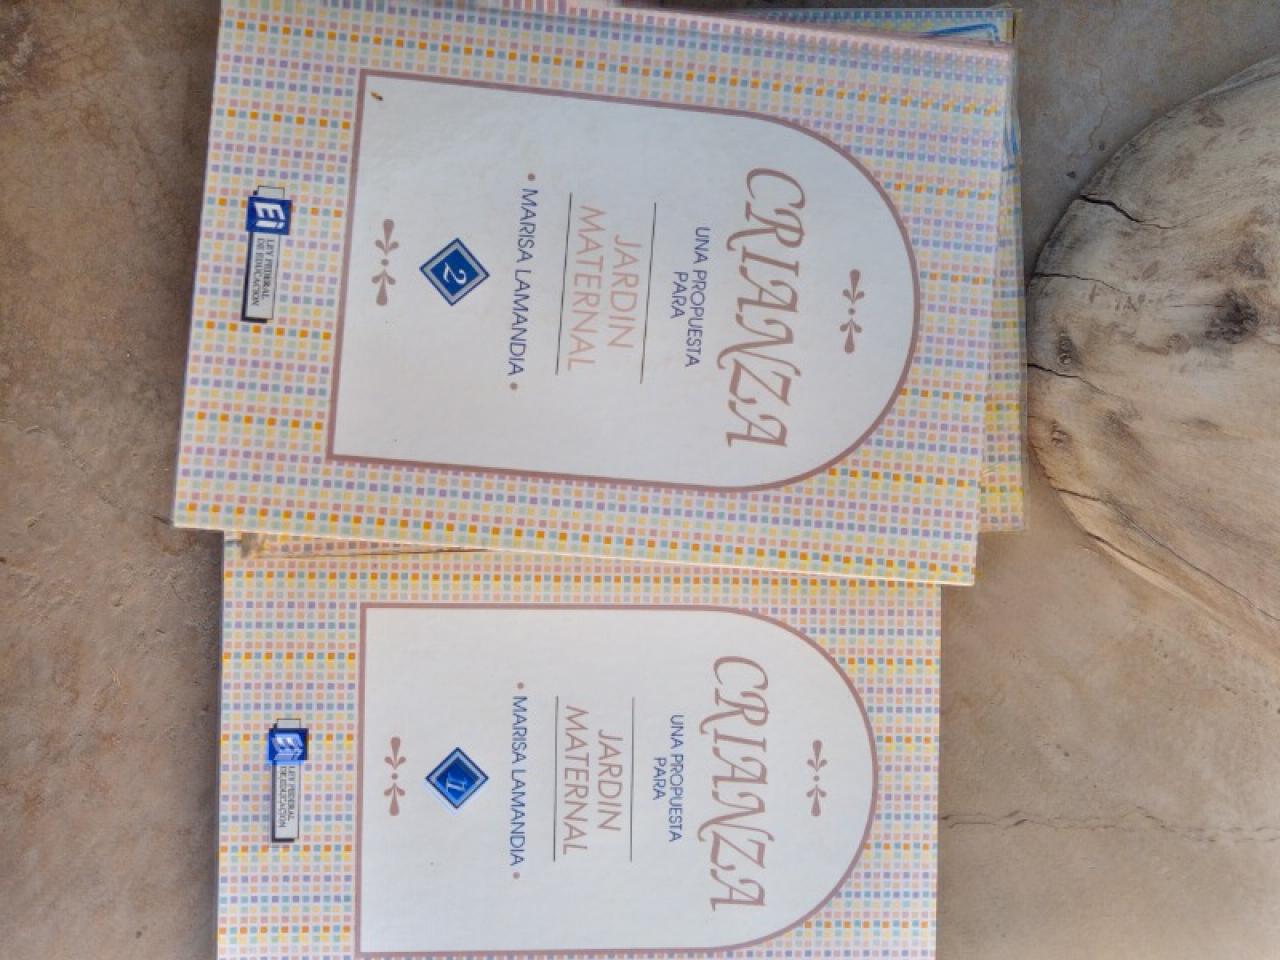 CRIANZA
UNA PROPUESTA
PARA
JARDIN
MATERNAL
• MARISA LAMANDIA •
2
Ei
LEY FEDERAL
DE EDUCACION
CRIANZA
UNA PROPUESTA
PARA
JARDIN
MATERNAL
• MARISA LAMANDIA •
1
Ei
LEY FEDERAL
DE EDUCACION